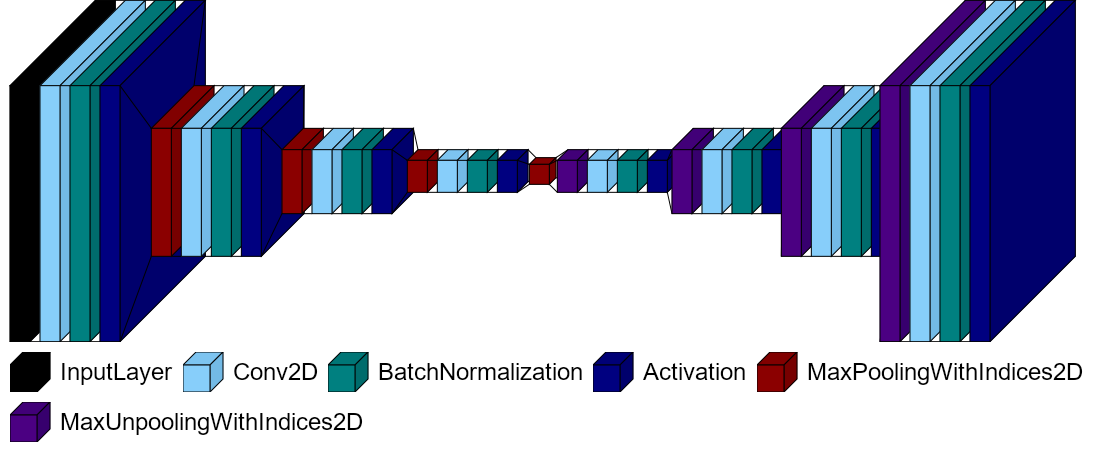 InputLayer Conv2D BatchNormalization Activation MaxPoolingWithIndices2D
MaxUnpoolingWithIndices2D